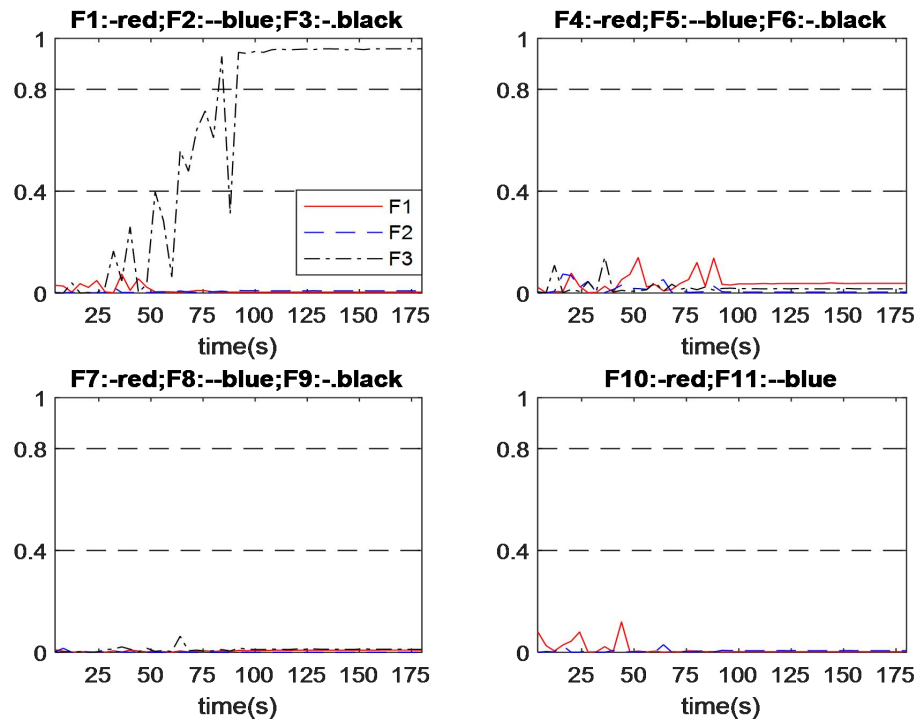 F1:-red;F2:--blue;F3:-.black
1
0.8
0.4
0
F1
F2
F3
25 50 75 100 125 150 175
time(s)
F4:-red;F5:--blue;F6:-.black
1
0.8
0.4
0
25 50 75 100 125 150 175
time(s)
F7:-red;F8:--blue;F9:-.black
1
0.8
0.4
0
25 50 75 100 125 150 175
time(s)
F10:-red;F11:--blue
1
0.8
0.4
0
25 50 75 100 125 150 175
time(s)